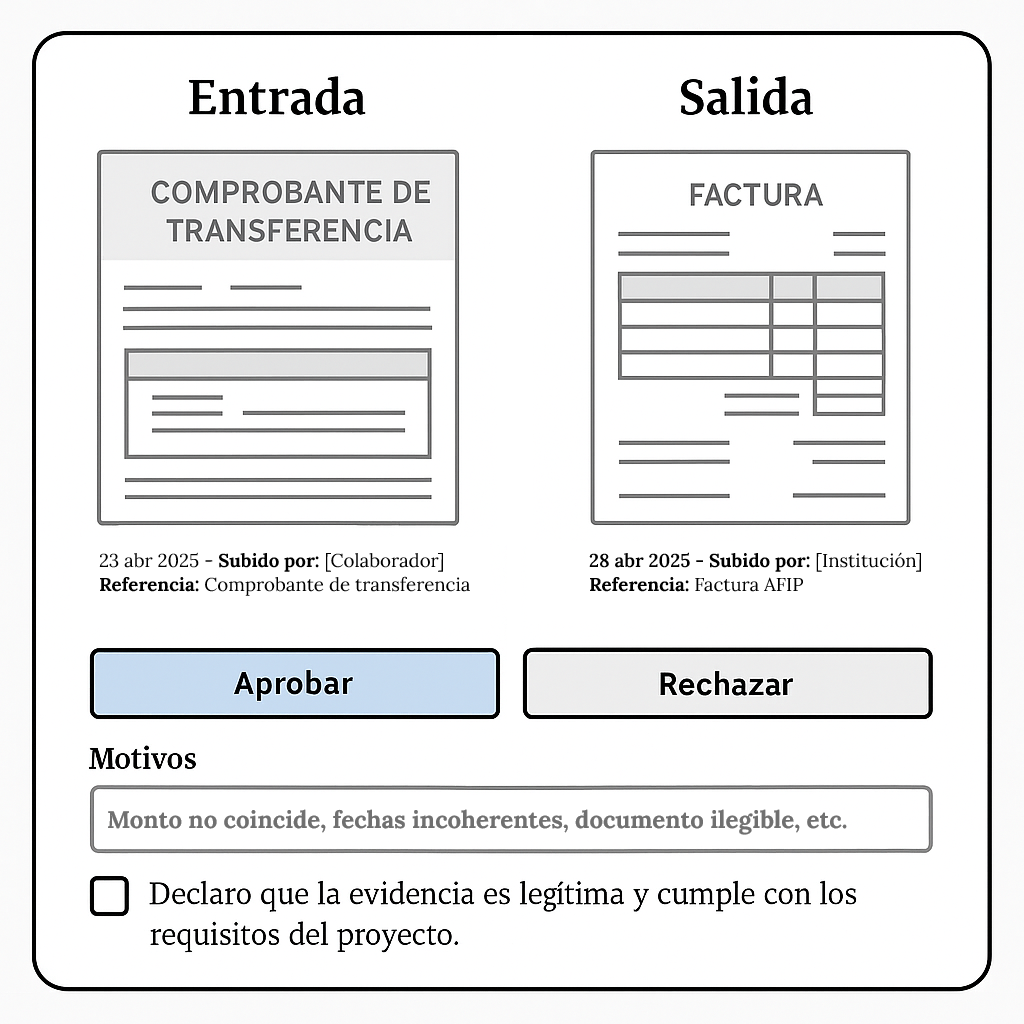 Entrada
Salida
COMPROBANTE DE
TRANSFERENCIA
FACTURA
23 abr 2025 - Subido por: [Colaborador]
Referencia: Comprobante de transferencia
28 abr 2025 - Subido por: [Institución]
Referencia: Factura AFIP
Aprobar
Rechazar
Motivos
Monto no coincide, fechas incoherentes, documento ilegible, etc.
Declaro que la evidencia es legítima y cumple con los
requisitos del proyecto.